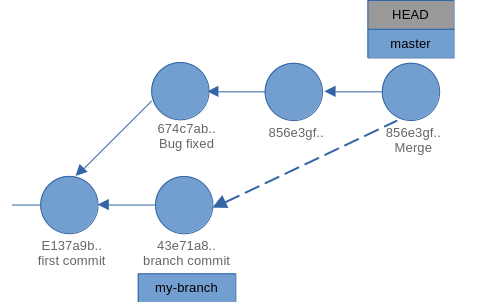 HEAD
master
674c7ab..
Bug fixed
856e3gf..
856e3gf..
Merge
E137a9b..
first commit
43e71a8..
branch commit
my-branch